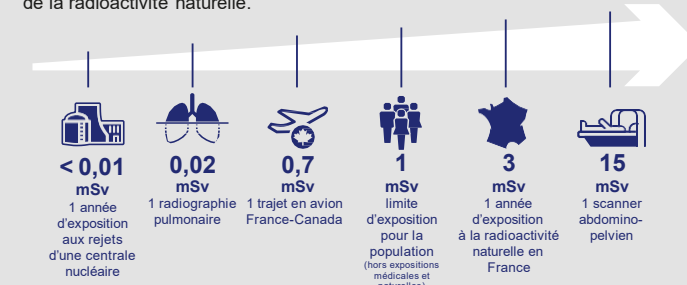 de la radioactivité naturelle.
< 0,01
mSv
1 année
d'exposition
aux rejets
d'une centrale
nucléaire
0,02
mSv
1 radiographie
pulmonaire
0,7
mSv
1 trajet en avion
France-Canada
1
mSv
limite
d'exposition
pour la
population
(hors expositions
médicales et
naturelles)
3
mSv
1 année
d'exposition
à la radioactivité
naturelle en
France
15
mSv
1 scanner
abdomino-
pelvien